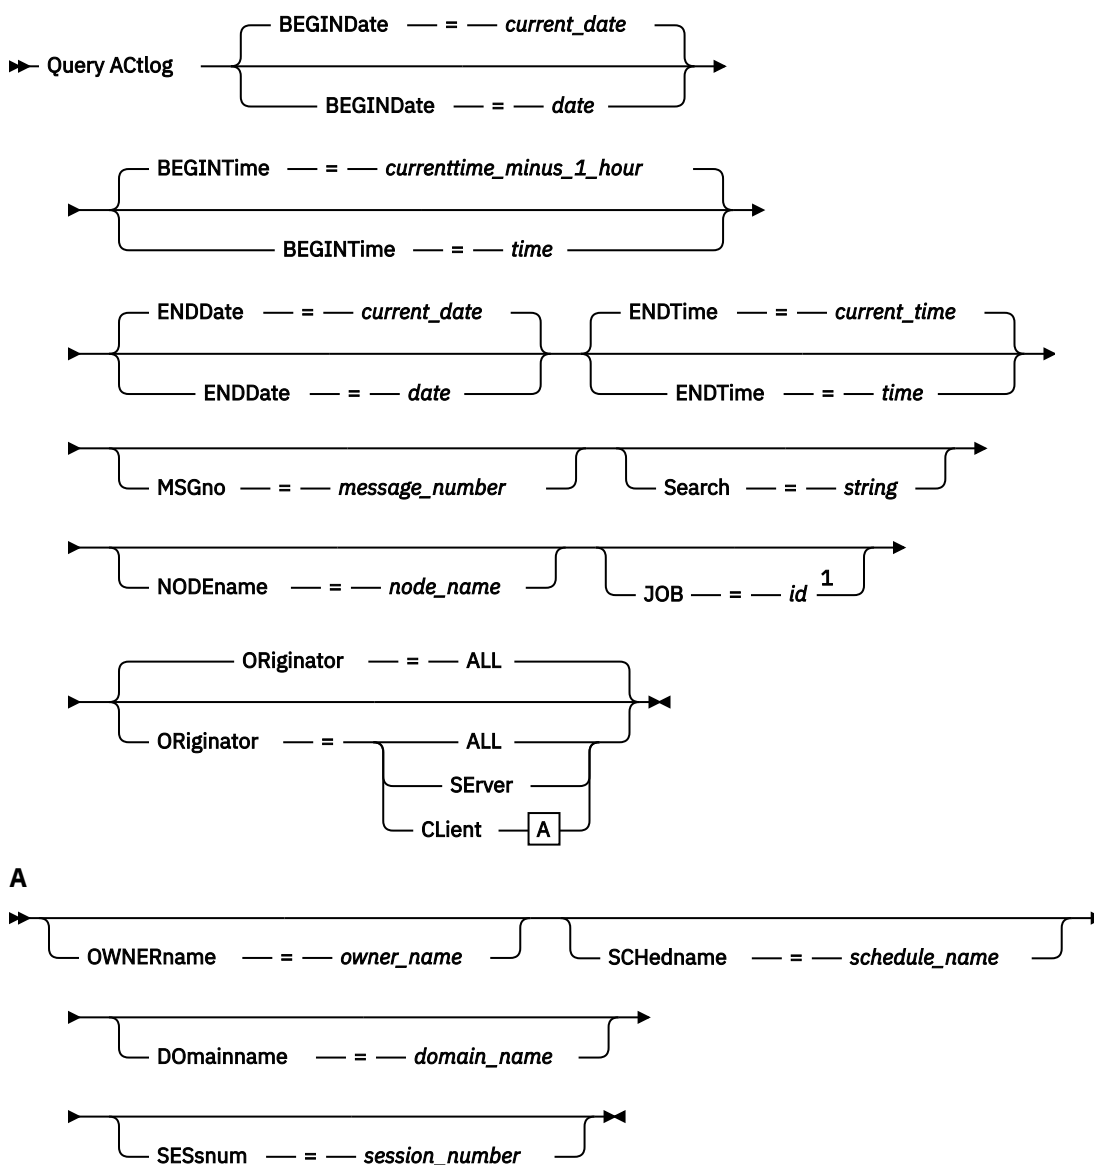 BEGINDate = current_date
Query ACtlog
BEGINDate = date
BEGINTime = currenttime_minus_1_hour
BEGINTime = time
ENDDate = current_date ENDTime = current_time
ENDDate = date ENDTime = time
MSGno = message_number Search = string
NODEname = node_name JOB = id 1
ORiginator = ALL
ORiginator = ALL
SErver
CLient A
A
OWNERname = owner_name SCHedname = schedule_name
DOmainname = domain_name
SESsnum = session_number